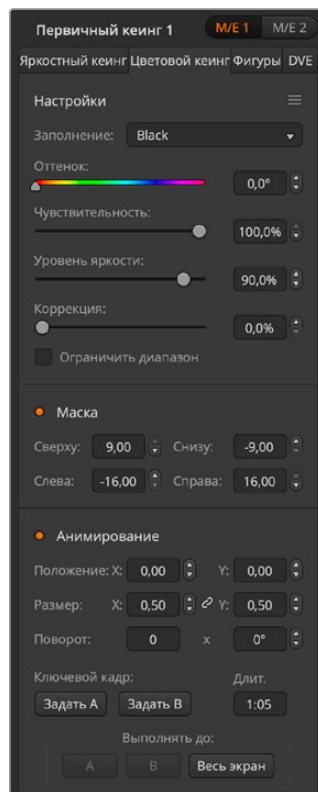 Первичный кеинг 1 M/E 1 M/E 2
Яркостный кеинг Цветовой кеинг Фигуры DVE
Настройки
Заполнение: Black
Оттенок:
0,0°
Чувствительность:
100,0%
Уровень яркости:
90,0%
Коррекция:
0,0%
Ограничить диапазон
Маска
Сверху: 9,00 Снизу: -9,00
Слева: -16,00 Справа: 16,00
Анимирование
Положение: X: 0,00 Y: 0,00
Размер: X: 0,50 Y: 0,50
Поворот: 0 x 0°
Ключевой кадр: Длит.
Задать A Задать B 1:05
Выполнять до:
A B Весь экран